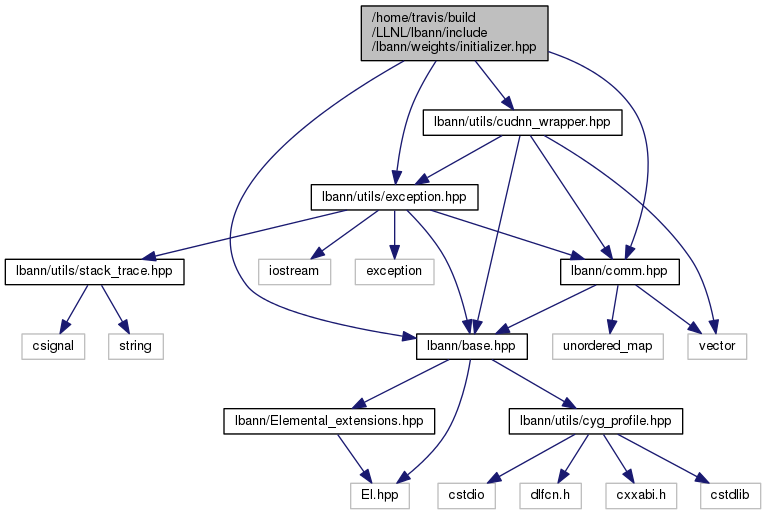 /home/travis/build
/LLNL/lbann/include
/lbann/weights/initializer.hpp
lbann/utils/cudnn_wrapper.hpp
lbann/utils/exception.hpp
lbann/utils/stack_trace.hpp
iostream
exception
lbann/comm.hpp
csignal
string
lbann/base.hpp
unordered_map
vector
lbann/Elemental_extensions.hpp
lbann/utils/cyg_profile.hpp
El.hpp
cstdio
dlfcn.h
cxxabi.h
cstdlib